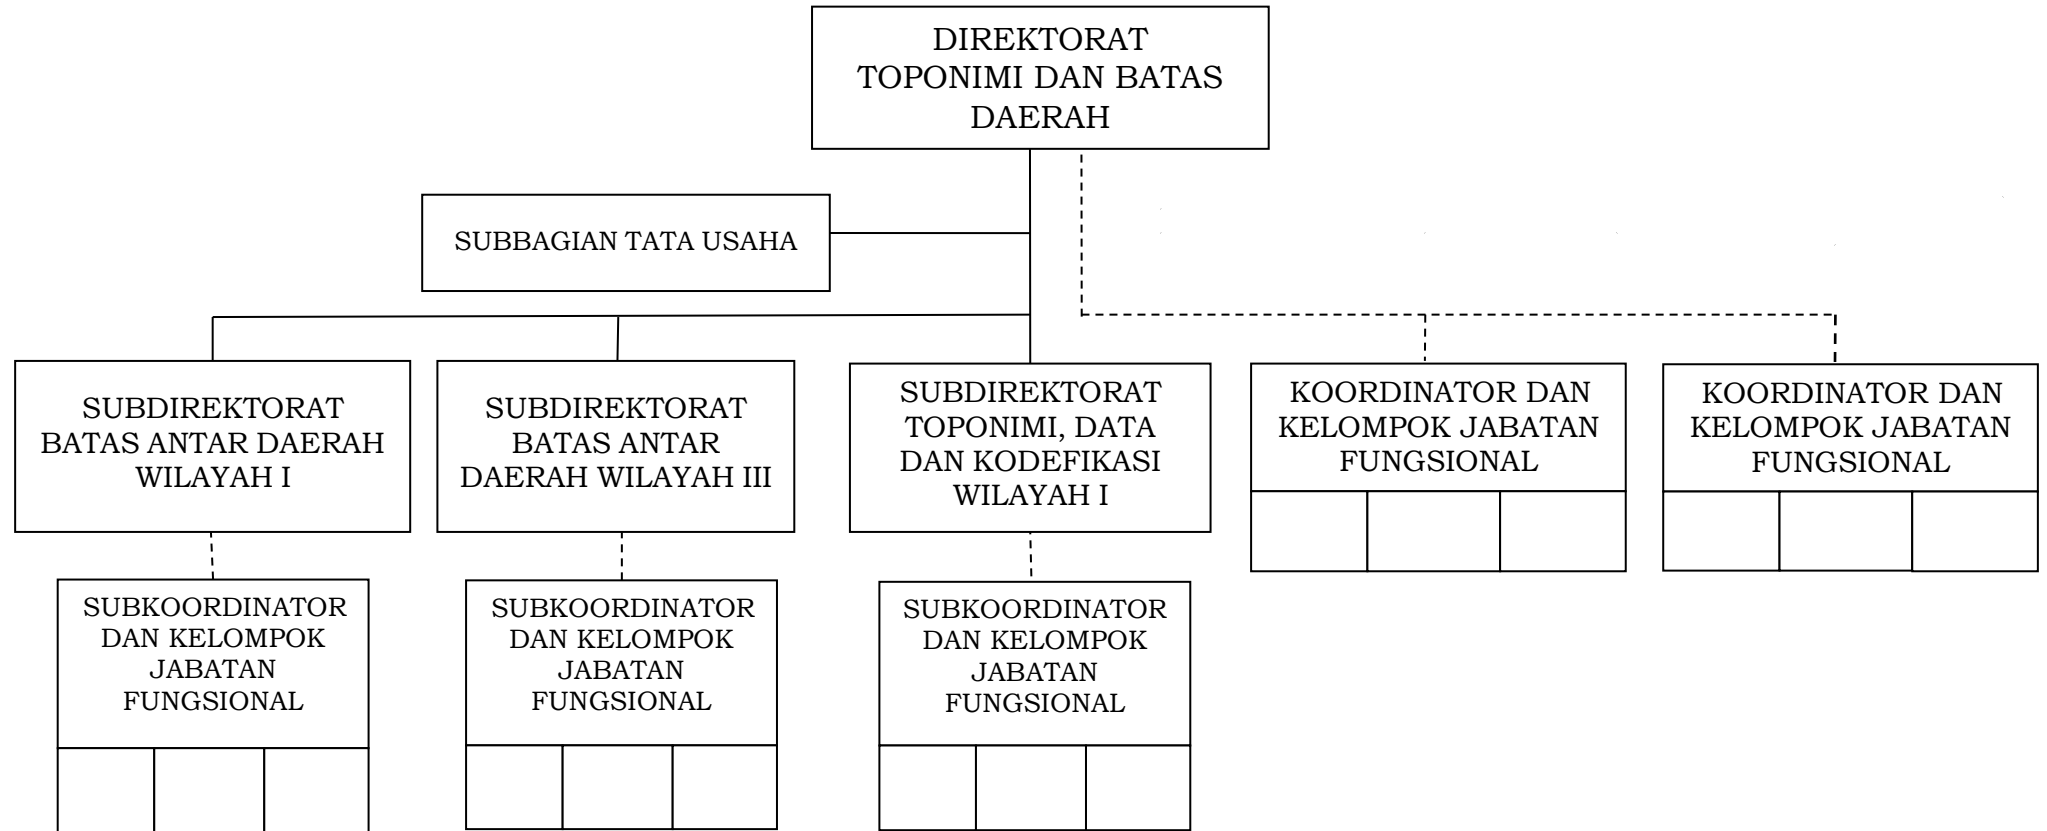 DIREKTORAT
TOPONIMI DAN BATAS
DAERAH
SUBBAGIAN TATA USAHA
SUBDIREKTORAT
BATAS ANTAR DAERAH
WILAYAH I
SUBDIREKTORAT
BATAS ANTAR
DAERAH WILAYAH III
SUBDIREKTORAT
TOPONIMI, DATA
DAN KODEFIKASI
WILAYAH I
KOORDINATOR DAN
KELOMPOK JABATAN
FUNGSIONAL
KOORDINATOR DAN
KELOMPOK JABATAN
FUNGSIONAL
SUBKOORDINATOR
DAN KELOMPOK
JABATAN
FUNGSIONAL
SUBKOORDINATOR
DAN KELOMPOK
JABATAN
FUNGSIONAL
SUBKOORDINATOR
DAN KELOMPOK
JABATAN
FUNGSIONAL